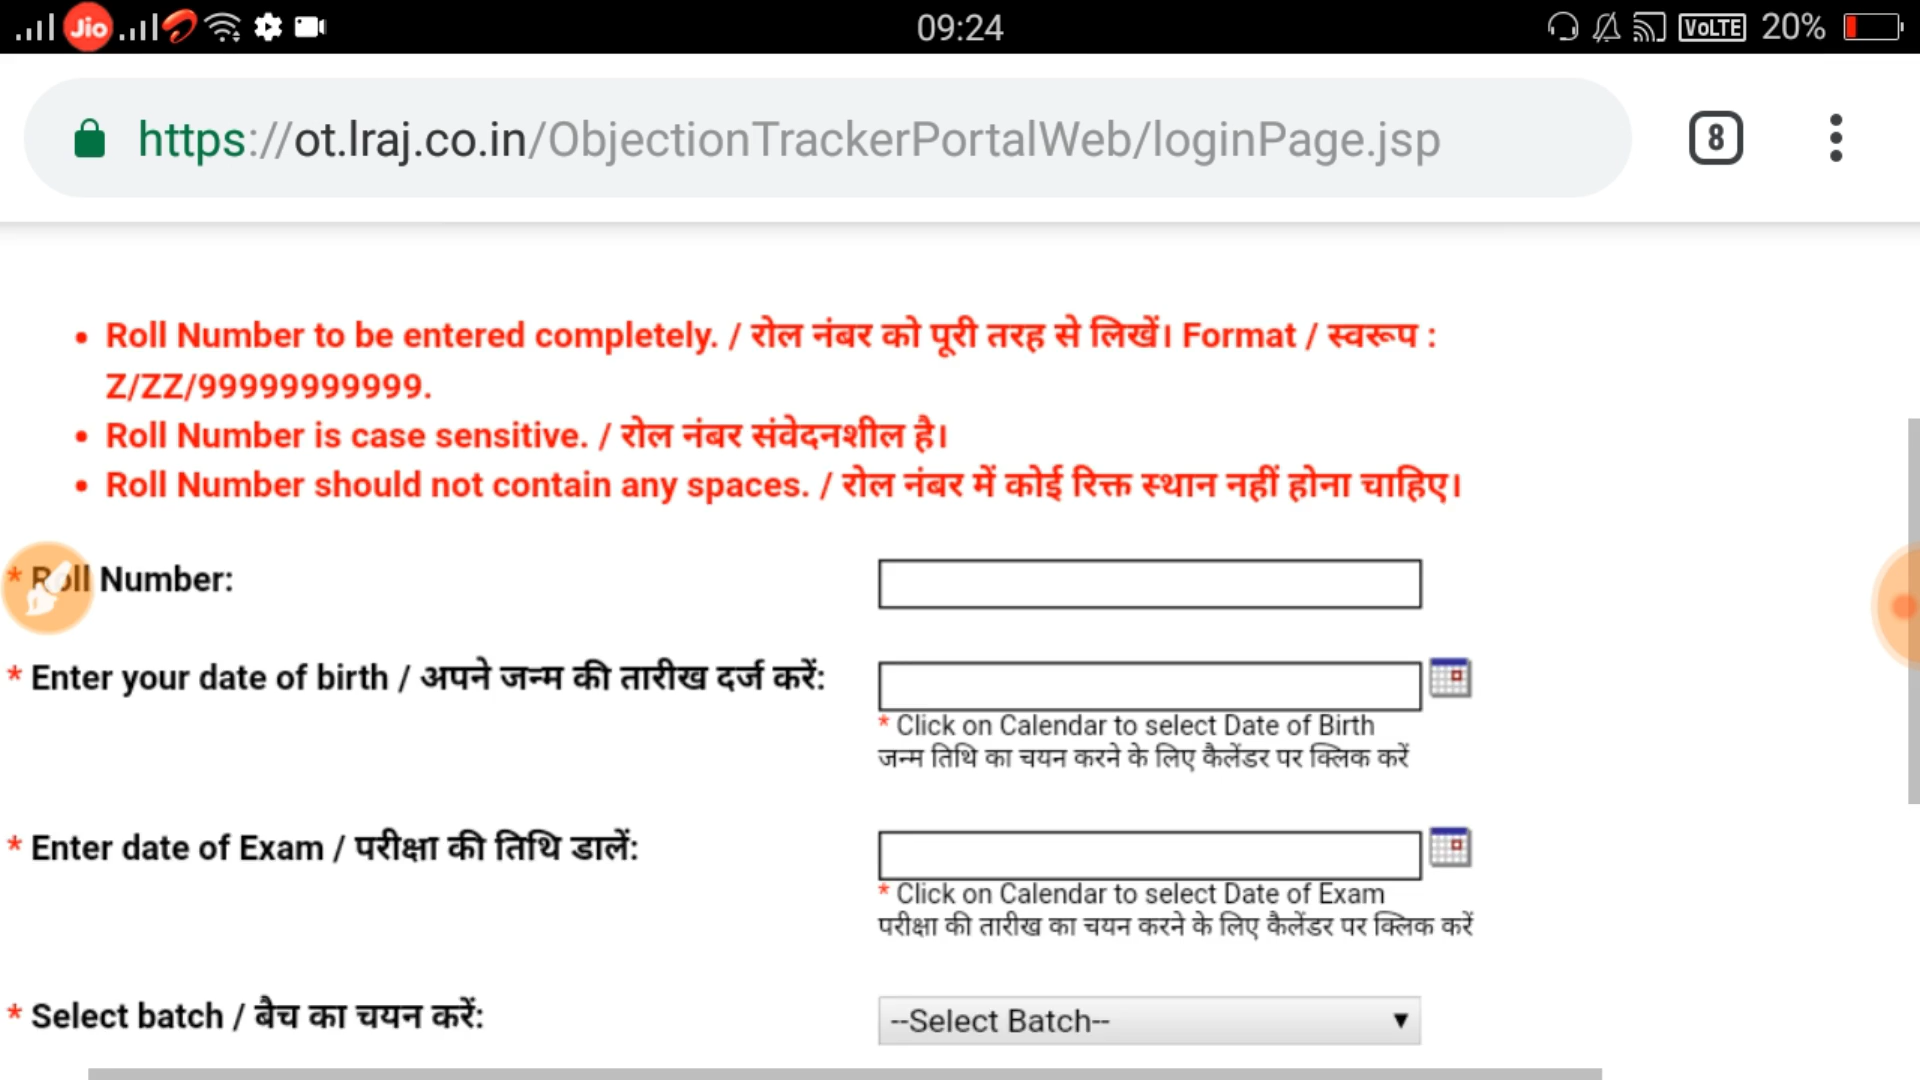 Jio 09:24 VoLTE 20%
https://ot.lraj.co.in/ObjectionTrackerPortalWeb/loginPage.jsp 8
• Roll Number to be entered completely. / रोल नंबर को पूरी तरह से लिखें। Format / स्वरूप :
Z/ZZ/99999999999.
• Roll Number is case sensitive. / रोल नंबर संवेदनशील है।
• Roll Number should not contain any spaces. / रोल नंबर में कोई रिक्त स्थान नहीं होना चाहिए।
* Roll Number:
* Enter your date of birth / अपने जन्म की तारीख दर्ज करें:
* Click on Calendar to select Date of Birth
जन्म तिथि का चयन करने के लिए कैलेंडर पर क्लिक करें
* Enter date of Exam / परीक्षा की तिथि डालें:
* Click on Calendar to select Date of Exam
परीक्षा की तारीख का चयन करने के लिए कैलेंडर पर क्लिक करें
* Select batch / बैच का चयन करें:
--Select Batch--